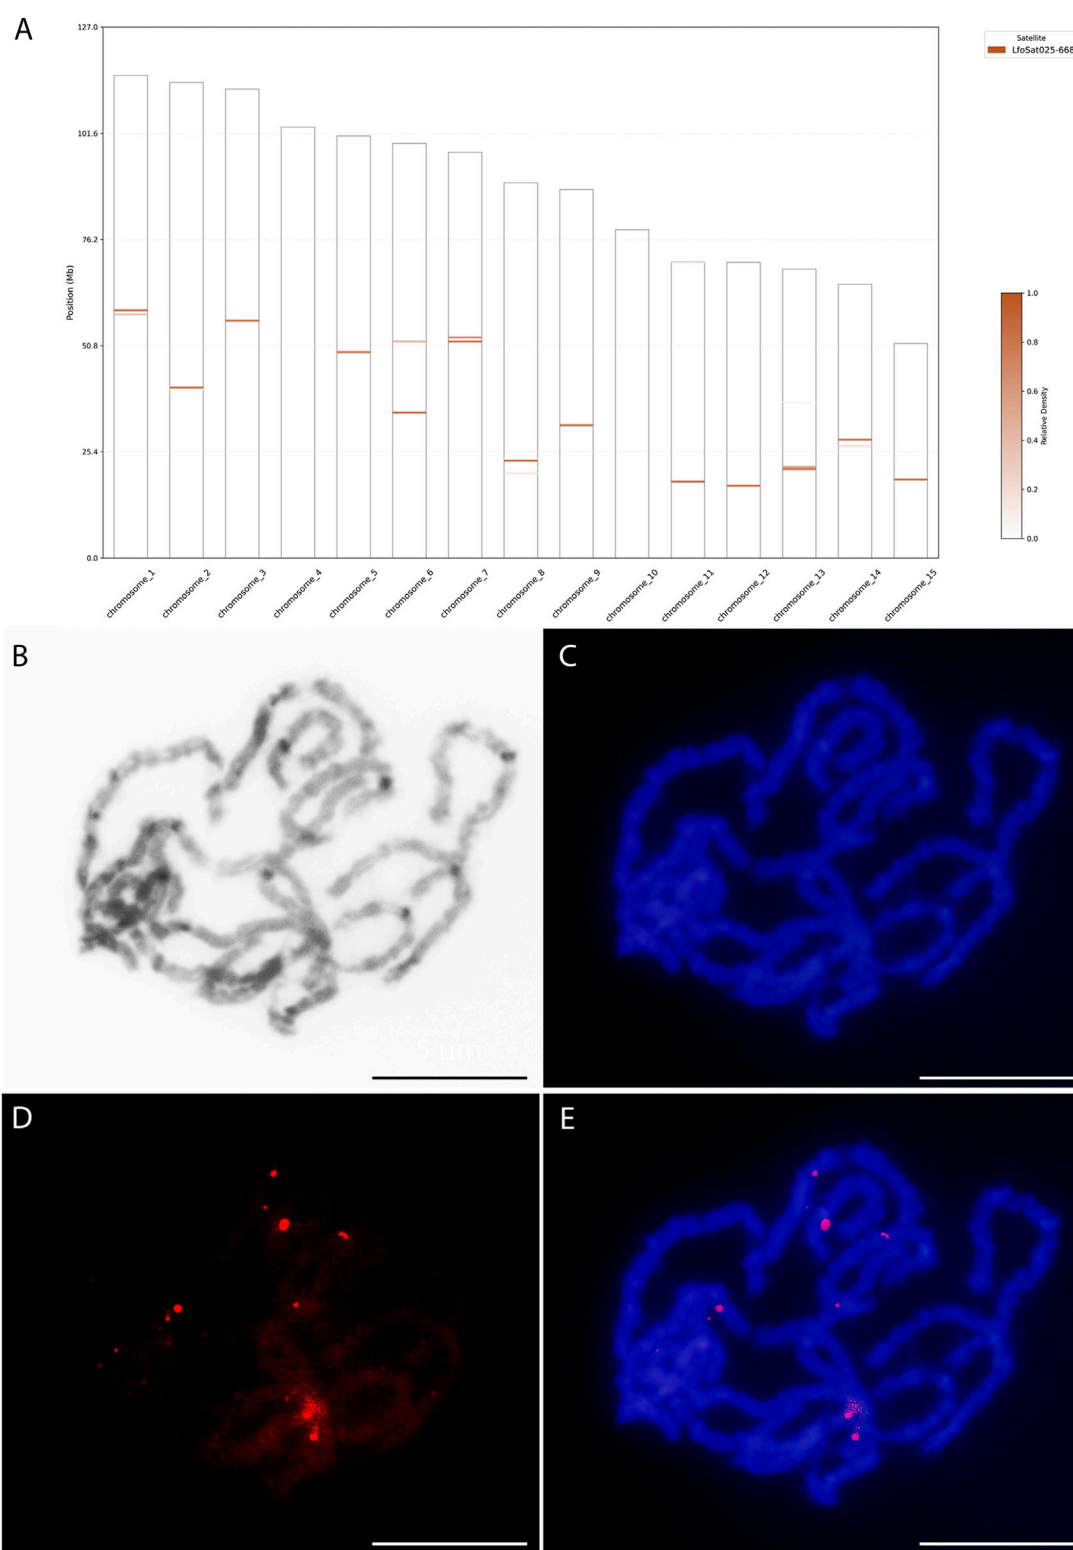 A
127.0
101.6
76.2
50.8
25.4
0.0
Position (Mb)
chromosome_1
chromosome_2
chromosome_3
chromosome_4
chromosome_5
chromosome_6
chromosome_7
chromosome_8
chromosome_9
chromosome_10
chromosome_11
chromosome_12
chromosome_13
chromosome_14
chromosome_15
Satellite
LfoSat025-668
1.0
0.8
0.6
0.4
0.2
0.0
Relative Density
B
5 µm
C
D
E